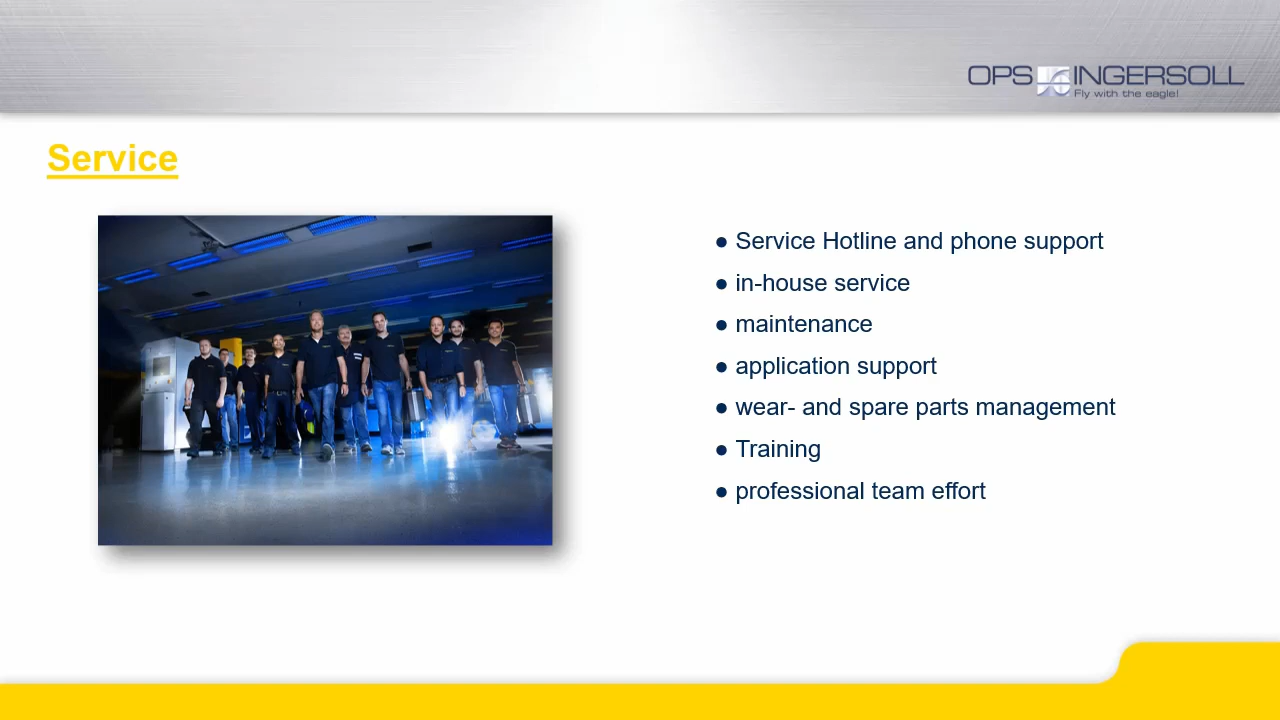 OPS INGERSOLL
Fly with the eagle!
Service
● Service Hotline and phone support
● in-house service
● maintenance
● application support
● wear- and spare parts management
● Training
● professional team effort